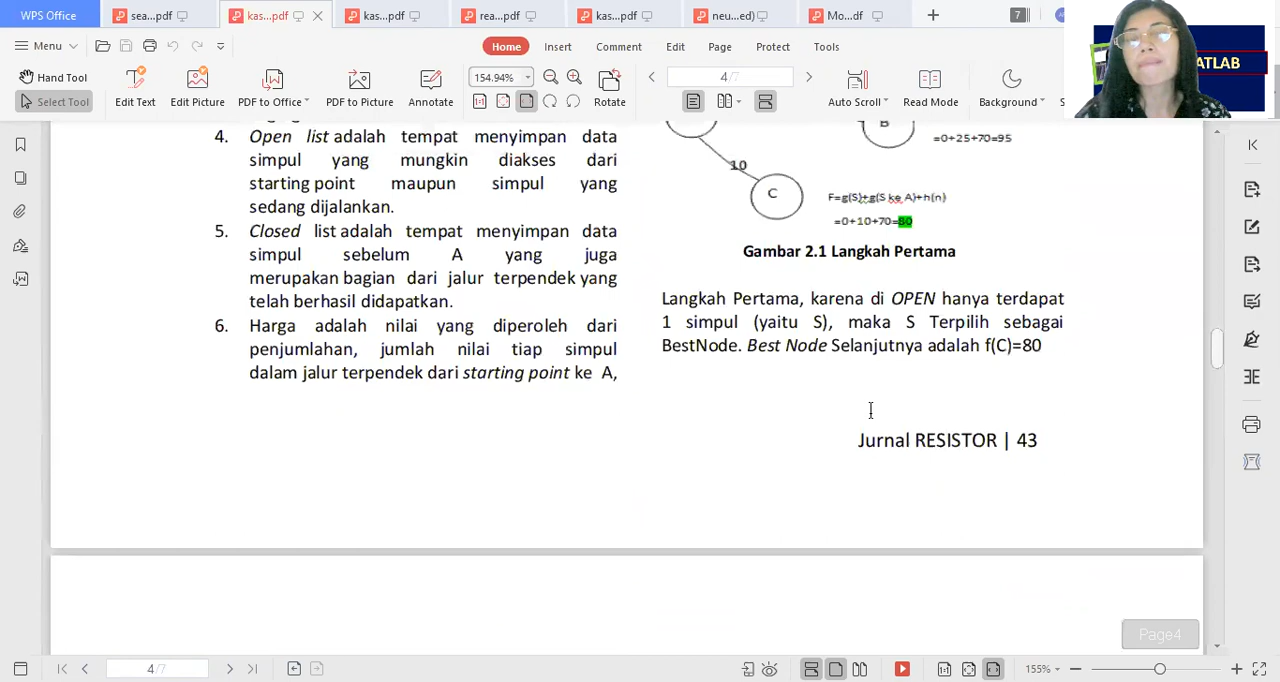 WPS Office
sea...pdf
kas...pdf
kas...pdf
rea...pdf
kas...pdf
neu...ed)
Mo...df
7
Menu
Home
Insert
Comment
Edit
Page
Protect
Tools
ATLAB
Hand Tool
Select Tool
Edit Text
Edit Picture
PDF to Office
PDF to Picture
Annotate
154.94%
Rotate
4/7
Auto Scroll
Read Mode
Background
4. Open list adalah tempat menyimpan data
simpul yang mungkin diakses dari
starting point maupun simpul yang
sedang dijalankan.
5. Closed list adalah tempat menyimpan data
simpul sebelum A yang juga
merupakan bagian dari jalur terpendek yang
telah berhasil didapatkan.
6. Harga adalah nilai yang diperoleh dari
penjumlahan, jumlah nilai tiap simpul
dalam jalur terpendek dari starting point ke A,
B
=0+25+70=95
10
C
F=g(S)+g(S ke A)+h(n)
=0+10+70=80
Gambar 2.1 Langkah Pertama
Langkah Pertama, karena di OPEN hanya terdapat
1 simpul (yaitu S), maka S Terpilih sebagai
BestNode. Best Node Selanjutnya adalah f(C)=80
Jurnal RESISTOR | 43
Page4
4/7
155%